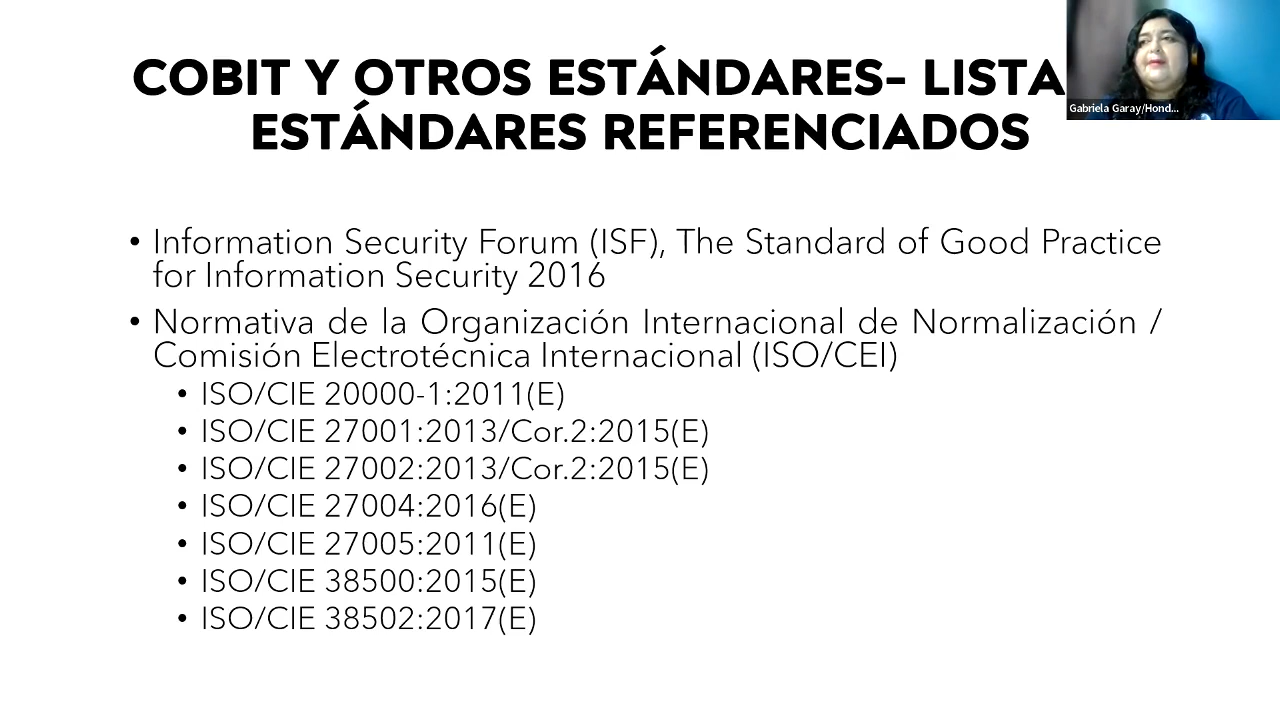 COBIT Y OTROS ESTÁNDARES- LISTA
ESTÁNDARES REFERENCIADOS
Gabriela Garay/Hond...
• Information Security Forum (ISF), The Standard of Good Practice
for Information Security 2016
• Normativa de la Organización Internacional de Normalización /
Comisión Electrotécnica Internacional (ISO/CEI)
• ISO/CIE 20000-1:2011(E)
• ISO/CIE 27001:2013/Cor.2:2015(E)
• ISO/CIE 27002:2013/Cor.2:2015(E)
• ISO/CIE 27004:2016(E)
• ISO/CIE 27005:2011(E)
• ISO/CIE 38500:2015(E)
• ISO/CIE 38502:2017(E)